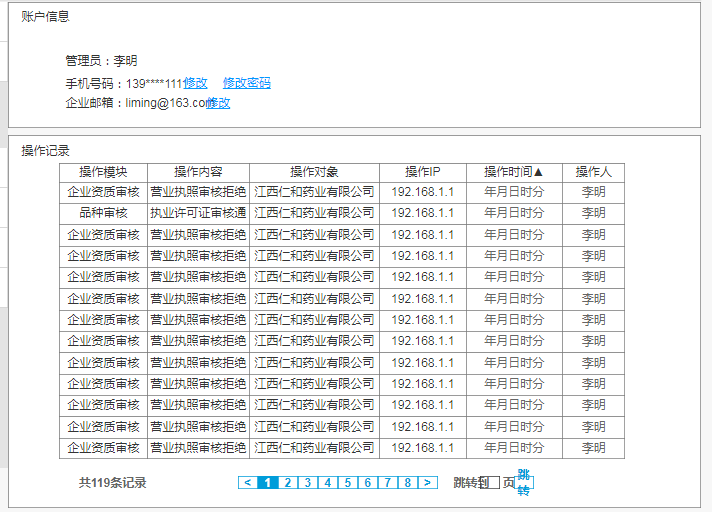 账户信息
管理员：李明
手机号码：139****111 修改 修改密码
企业邮箱：liming@163.com 修改
操作记录
操作模块 操作内容 操作对象 操作IP 操作时间▲ 操作人
企业资质审核 营业执照审核拒绝 江西仁和药业有限公司 192.168.1.1 年月日时分 李明
品种审核 执业许可证审核通 江西仁和药业有限公司 192.168.1.1 年月日时分 李明
企业资质审核 营业执照审核拒绝 江西仁和药业有限公司 192.168.1.1 年月日时分 李明
企业资质审核 营业执照审核拒绝 江西仁和药业有限公司 192.168.1.1 年月日时分 李明
企业资质审核 营业执照审核拒绝 江西仁和药业有限公司 192.168.1.1 年月日时分 李明
企业资质审核 营业执照审核拒绝 江西仁和药业有限公司 192.168.1.1 年月日时分 李明
企业资质审核 营业执照审核拒绝 江西仁和药业有限公司 192.168.1.1 年月日时分 李明
企业资质审核 营业执照审核拒绝 江西仁和药业有限公司 192.168.1.1 年月日时分 李明
企业资质审核 营业执照审核拒绝 江西仁和药业有限公司 192.168.1.1 年月日时分 李明
企业资质审核 营业执照审核拒绝 江西仁和药业有限公司 192.168.1.1 年月日时分 李明
企业资质审核 营业执照审核拒绝 江西仁和药业有限公司 192.168.1.1 年月日时分 李明
企业资质审核 营业执照审核拒绝 江西仁和药业有限公司 192.168.1.1 年月日时分 李明
企业资质审核 营业执照审核拒绝 江西仁和药业有限公司 192.168.1.1 年月日时分 李明
共119条记录 < 1 2 3 4 5 6 7 8 > 跳转到 页 跳转